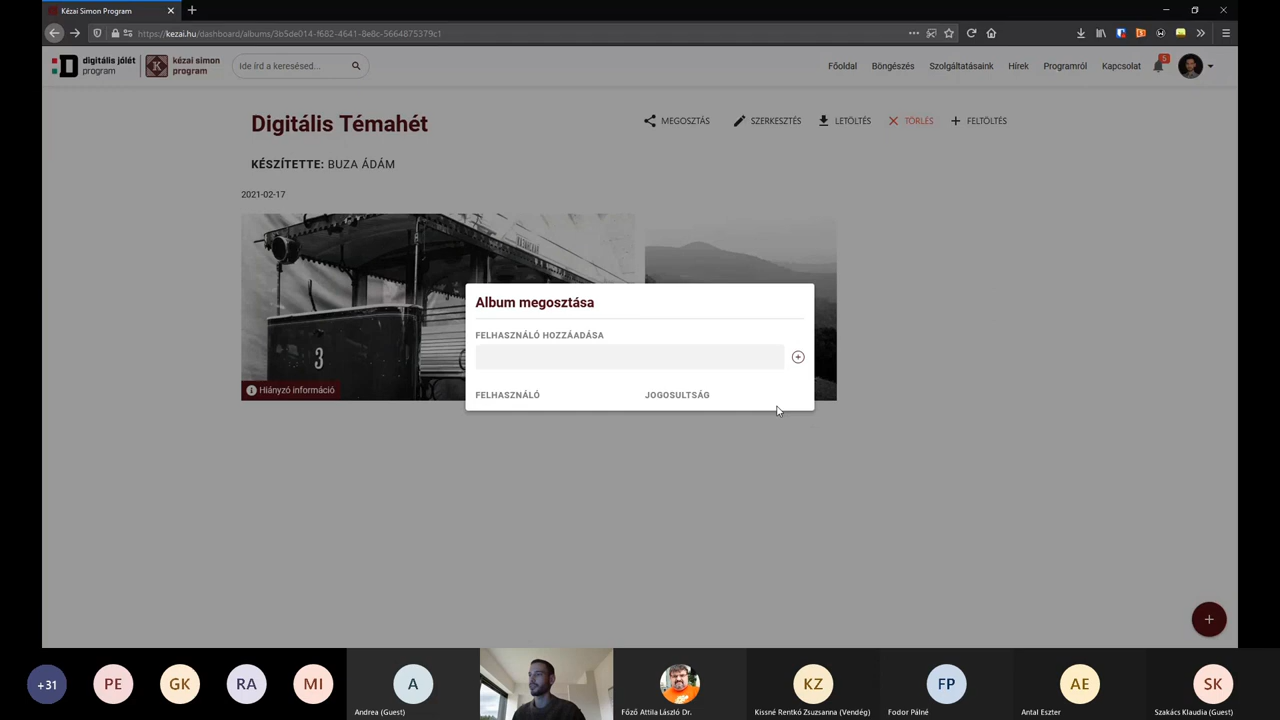 Kézai Simon Program
https://kezai.hu/dashboard/albums/3b5de014-f682-4641-8e8c-5664875379c1
digitális jólét
program
kézai simon
program
Ide írd a keresésed...
Főoldal
Böngészés
Szolgáltatásaink
Hírek
Programról
Kapcsolat
5
Digitális Témahét
MEGOSZTÁS
SZERKESZTÉS
LETÖLTÉS
TÖRLÉS
FELTÖLTÉS
KÉSZÍTETTE: BUZA ÁDÁM
2021-02-17
3
Hiányzó információ
Album megosztása
FELHASZNÁLÓ HOZZÁADÁSA
FELHASZNÁLÓ
JOGOSULTSÁG
+31
PE
GK
RA
MI
A
Andrea (Guest)
Főző Attila László Dr.
KZ
Kissné Rentkó Zsuzsanna (Vendég)
FP
Fodor Pálné
AE
Antal Eszter
SK
Szakács Klaudia (Guest)